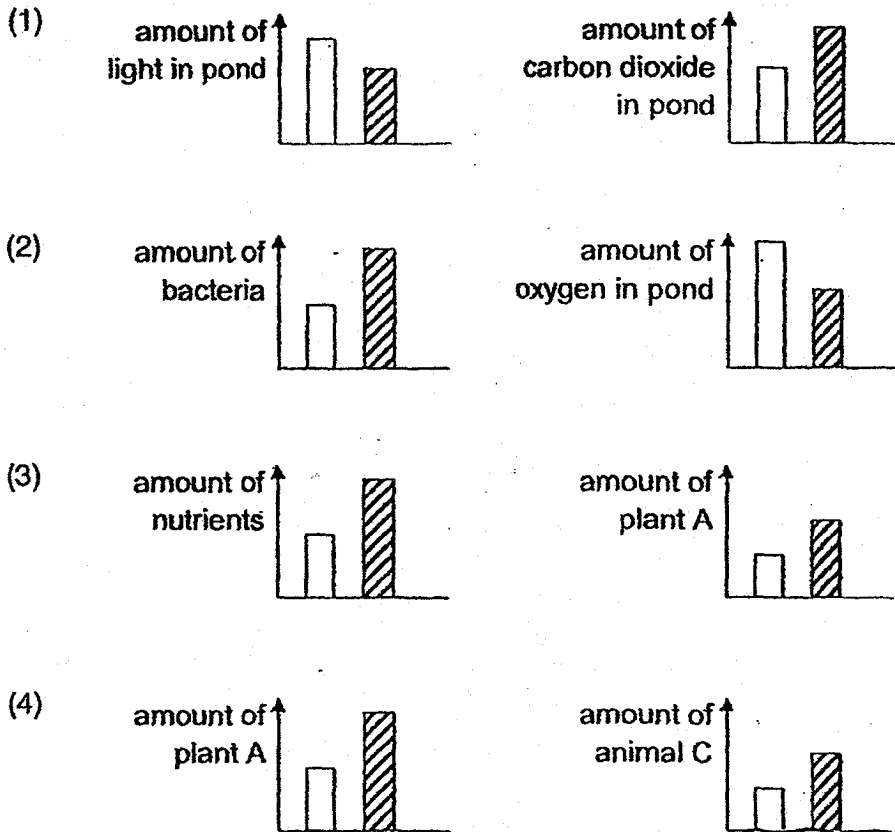 (1)
amount of
light in pond
amount of
carbon dioxide
in pond
(2)
amount of
bacteria
amount of
oxygen in pond
(3)
amount of
nutrients
amount of
plant A
(4)
amount of
plant A
amount of
animal C